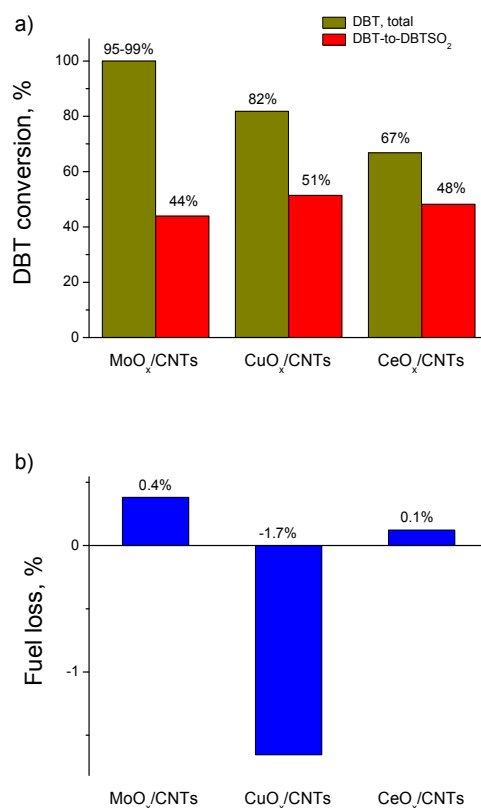 a)
DBT, total
DBT-to-DBTSO₂
DBT conversion, %
100
80
60
40
20
0
95-99%
44%
82%
51%
67%
48%
MoOₓ/CNTs
CuOₓ/CNTs
CeOₓ/CNTs
b)
Fuel loss, %
0
-1
0.4%
-1.7%
0.1%
MoOₓ/CNTs
CuOₓ/CNTs
CeOₓ/CNTs